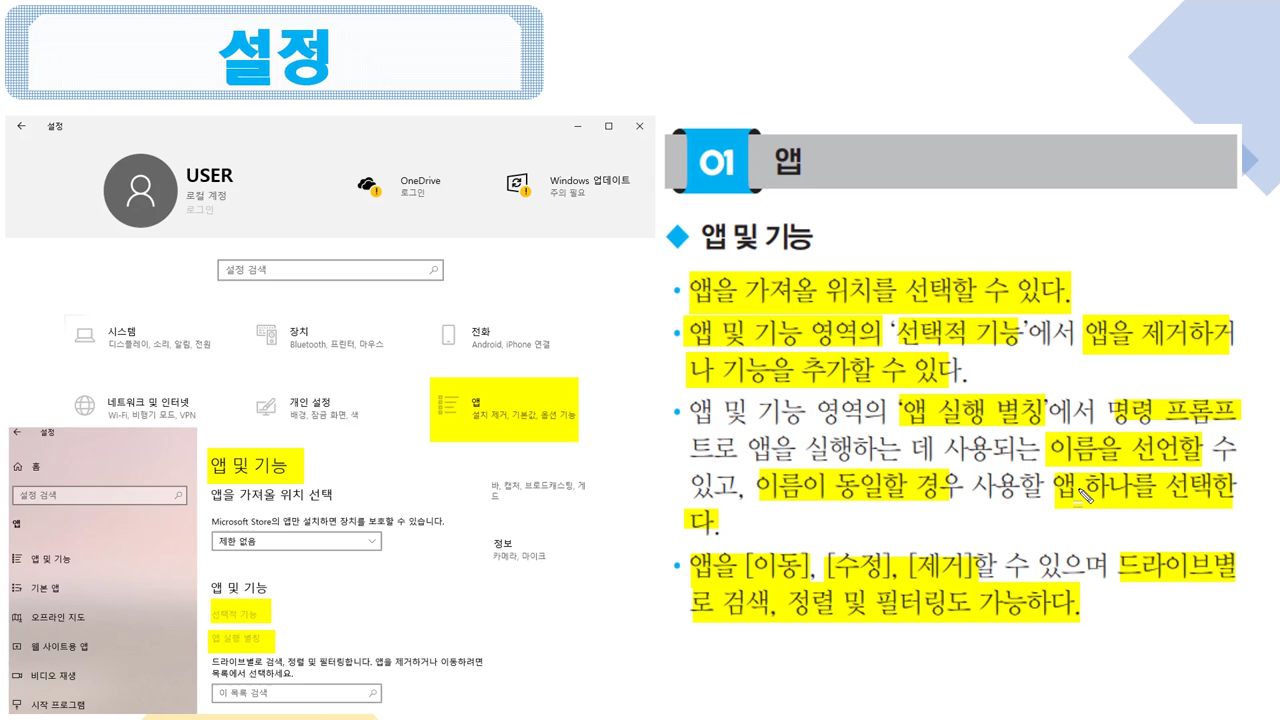 설정
설정
USER
로컬 계정
로그인
OneDrive
로그인
Windows 업데이트
주의 필요
설정 검색
시스템
디스플레이, 소리, 알림, 전원
장치
Bluetooth, 프린터, 마우스
전화
Android, iPhone 연결
네트워크 및 인터넷
Wi-Fi, 비행기 모드, VPN
개인 설정
배경, 잠금 화면, 색
앱
설치 제거, 기본값, 옵션 기능
바, 캡처, 브로드캐스팅, 게
드
정보
카메라, 마이크
설정
홈
설정 검색
앱
앱 및 기능
기본 앱
오프라인 지도
웹 사이트용 앱
비디오 재생
시작 프로그램
앱 및 기능
앱을 가져올 위치 선택
Microsoft Store의 앱만 설치하면 장치를 보호할 수 있습니다.
제한 없음
앱 및 기능
선택적 기능
앱 실행 별칭
드라이브별로 검색, 정렬 및 필터링합니다. 앱을 제거하거나 이동하려면
목록에서 선택하세요.
이 목록 검색
01 앱
앱 및 기능
• 앱을 가져올 위치를 선택할 수 있다.
• 앱 및 기능 영역의 ‘선택적 기능’에서 앱을 제거하거
나 기능을 추가할 수 있다.
• 앱 및 기능 영역의 ‘앱 실행 별칭’에서 명령 프롬프
트로 앱을 실행하는 데 사용되는 이름을 선언할 수
있고, 이름이 동일할 경우 사용할 앱 하나를 선택한
다.
• 앱을 [이동], [수정], [제거]할 수 있으며 드라이브별
로 검색, 정렬 및 필터링도 가능하다.